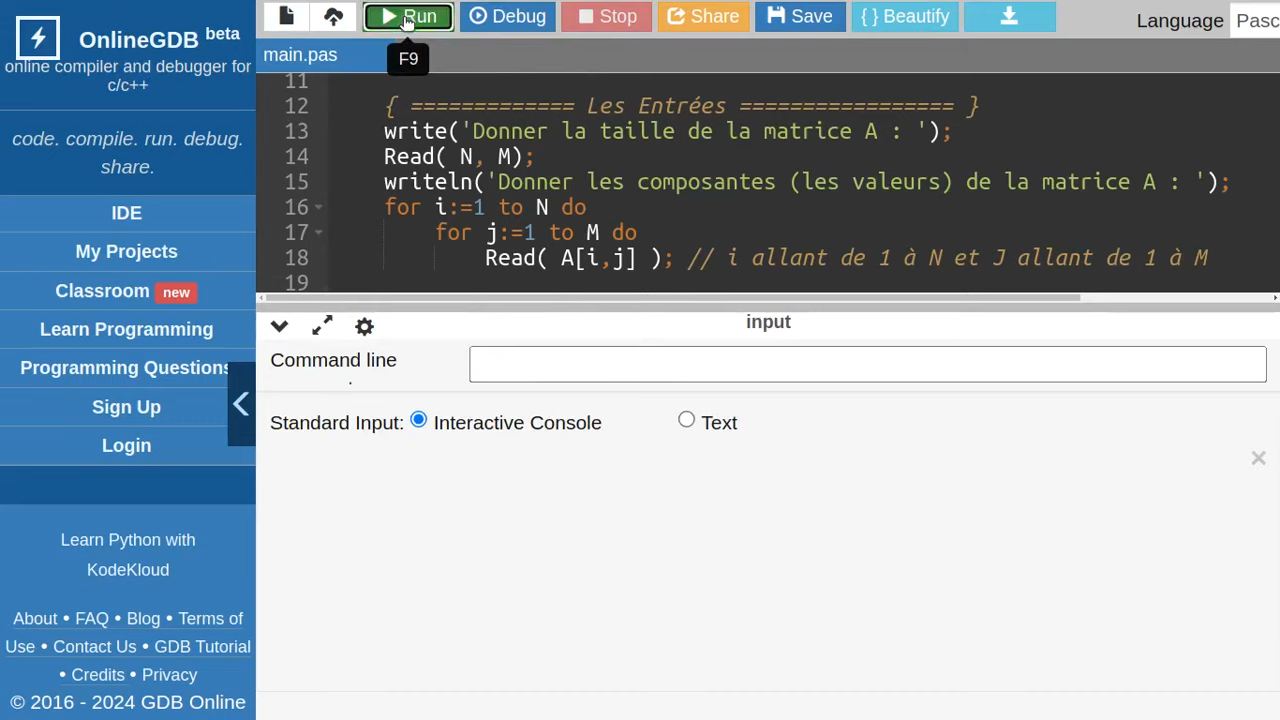 Run
Debug
Stop
Share
Save
{ } Beautify
Language
Pasc
OnlineGDB beta
online compiler and debugger for
c/c++
code. compile. run. debug.
share.
IDE
My Projects
Classroom new
Learn Programming
Programming Questions
Sign Up
Login
Learn Python with
KodeKloud
About • FAQ • Blog • Terms of
Use • Contact Us • GDB Tutorial
• Credits • Privacy
© 2016 - 2024 GDB Online
main.pas
F9
11
12 { ============= Les Entrées ================= }
13 write('Donner la taille de la matrice A : ');
14 Read( N, M);
15 writeln('Donner les composantes (les valeurs) de la matrice A : ');
16 for i:=1 to N do
17 for j:=1 to M do
18 Read( A[i,j] ); // i allant de 1 à N et J allant de 1 à M
19
input
Command line
Standard Input: Interactive Console Text